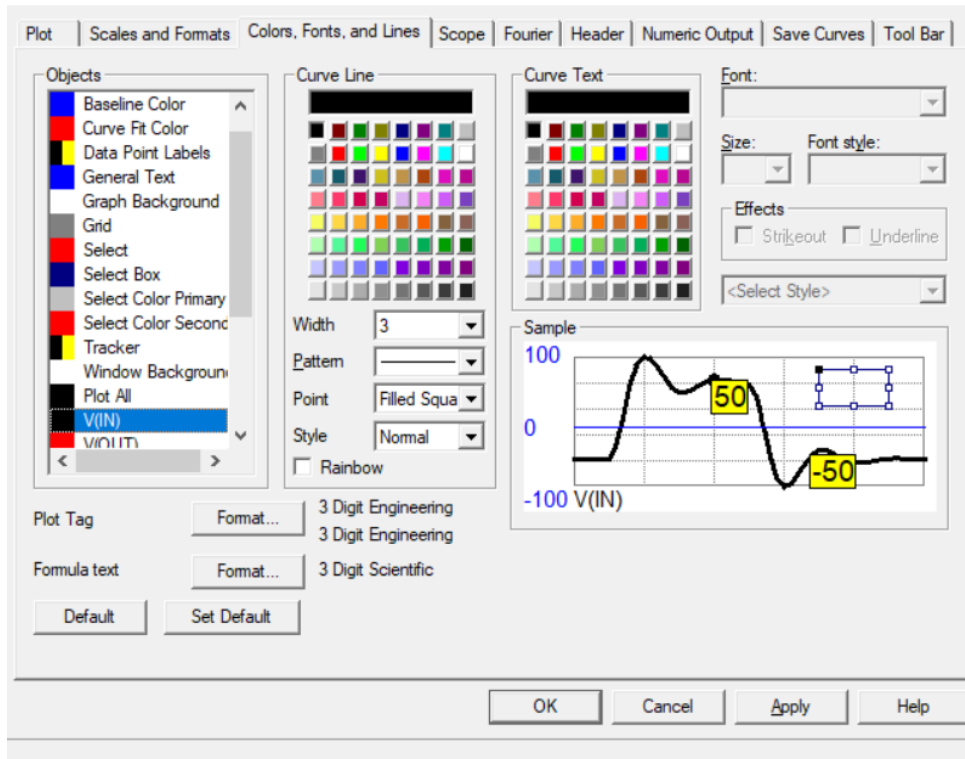 Plot Scales and Formats Colors, Fonts, and Lines Scope Fourier Header Numeric Output Save Curves Tool Bar
Objects
Baseline Color
Curve Fit Color
Data Point Labels
General Text
Graph Background
Grid
Select
Select Box
Select Color Primary
Select Color Second
Tracker
Window Backgroun
Plot All
V(IN)
V(OUT)
Curve Line
Width 3
Pattern
Point Filled Squa
Style Normal
Rainbow
Curve Text
Font:
Size: Font style:
Effects
Strikeout Underline
<Select Style>
Sample
100
50
0
-50
-100 V(IN)
Plot Tag Format... 3 Digit Engineering
3 Digit Engineering
Formula text Format... 3 Digit Scientific
Default Set Default
OK Cancel Apply Help